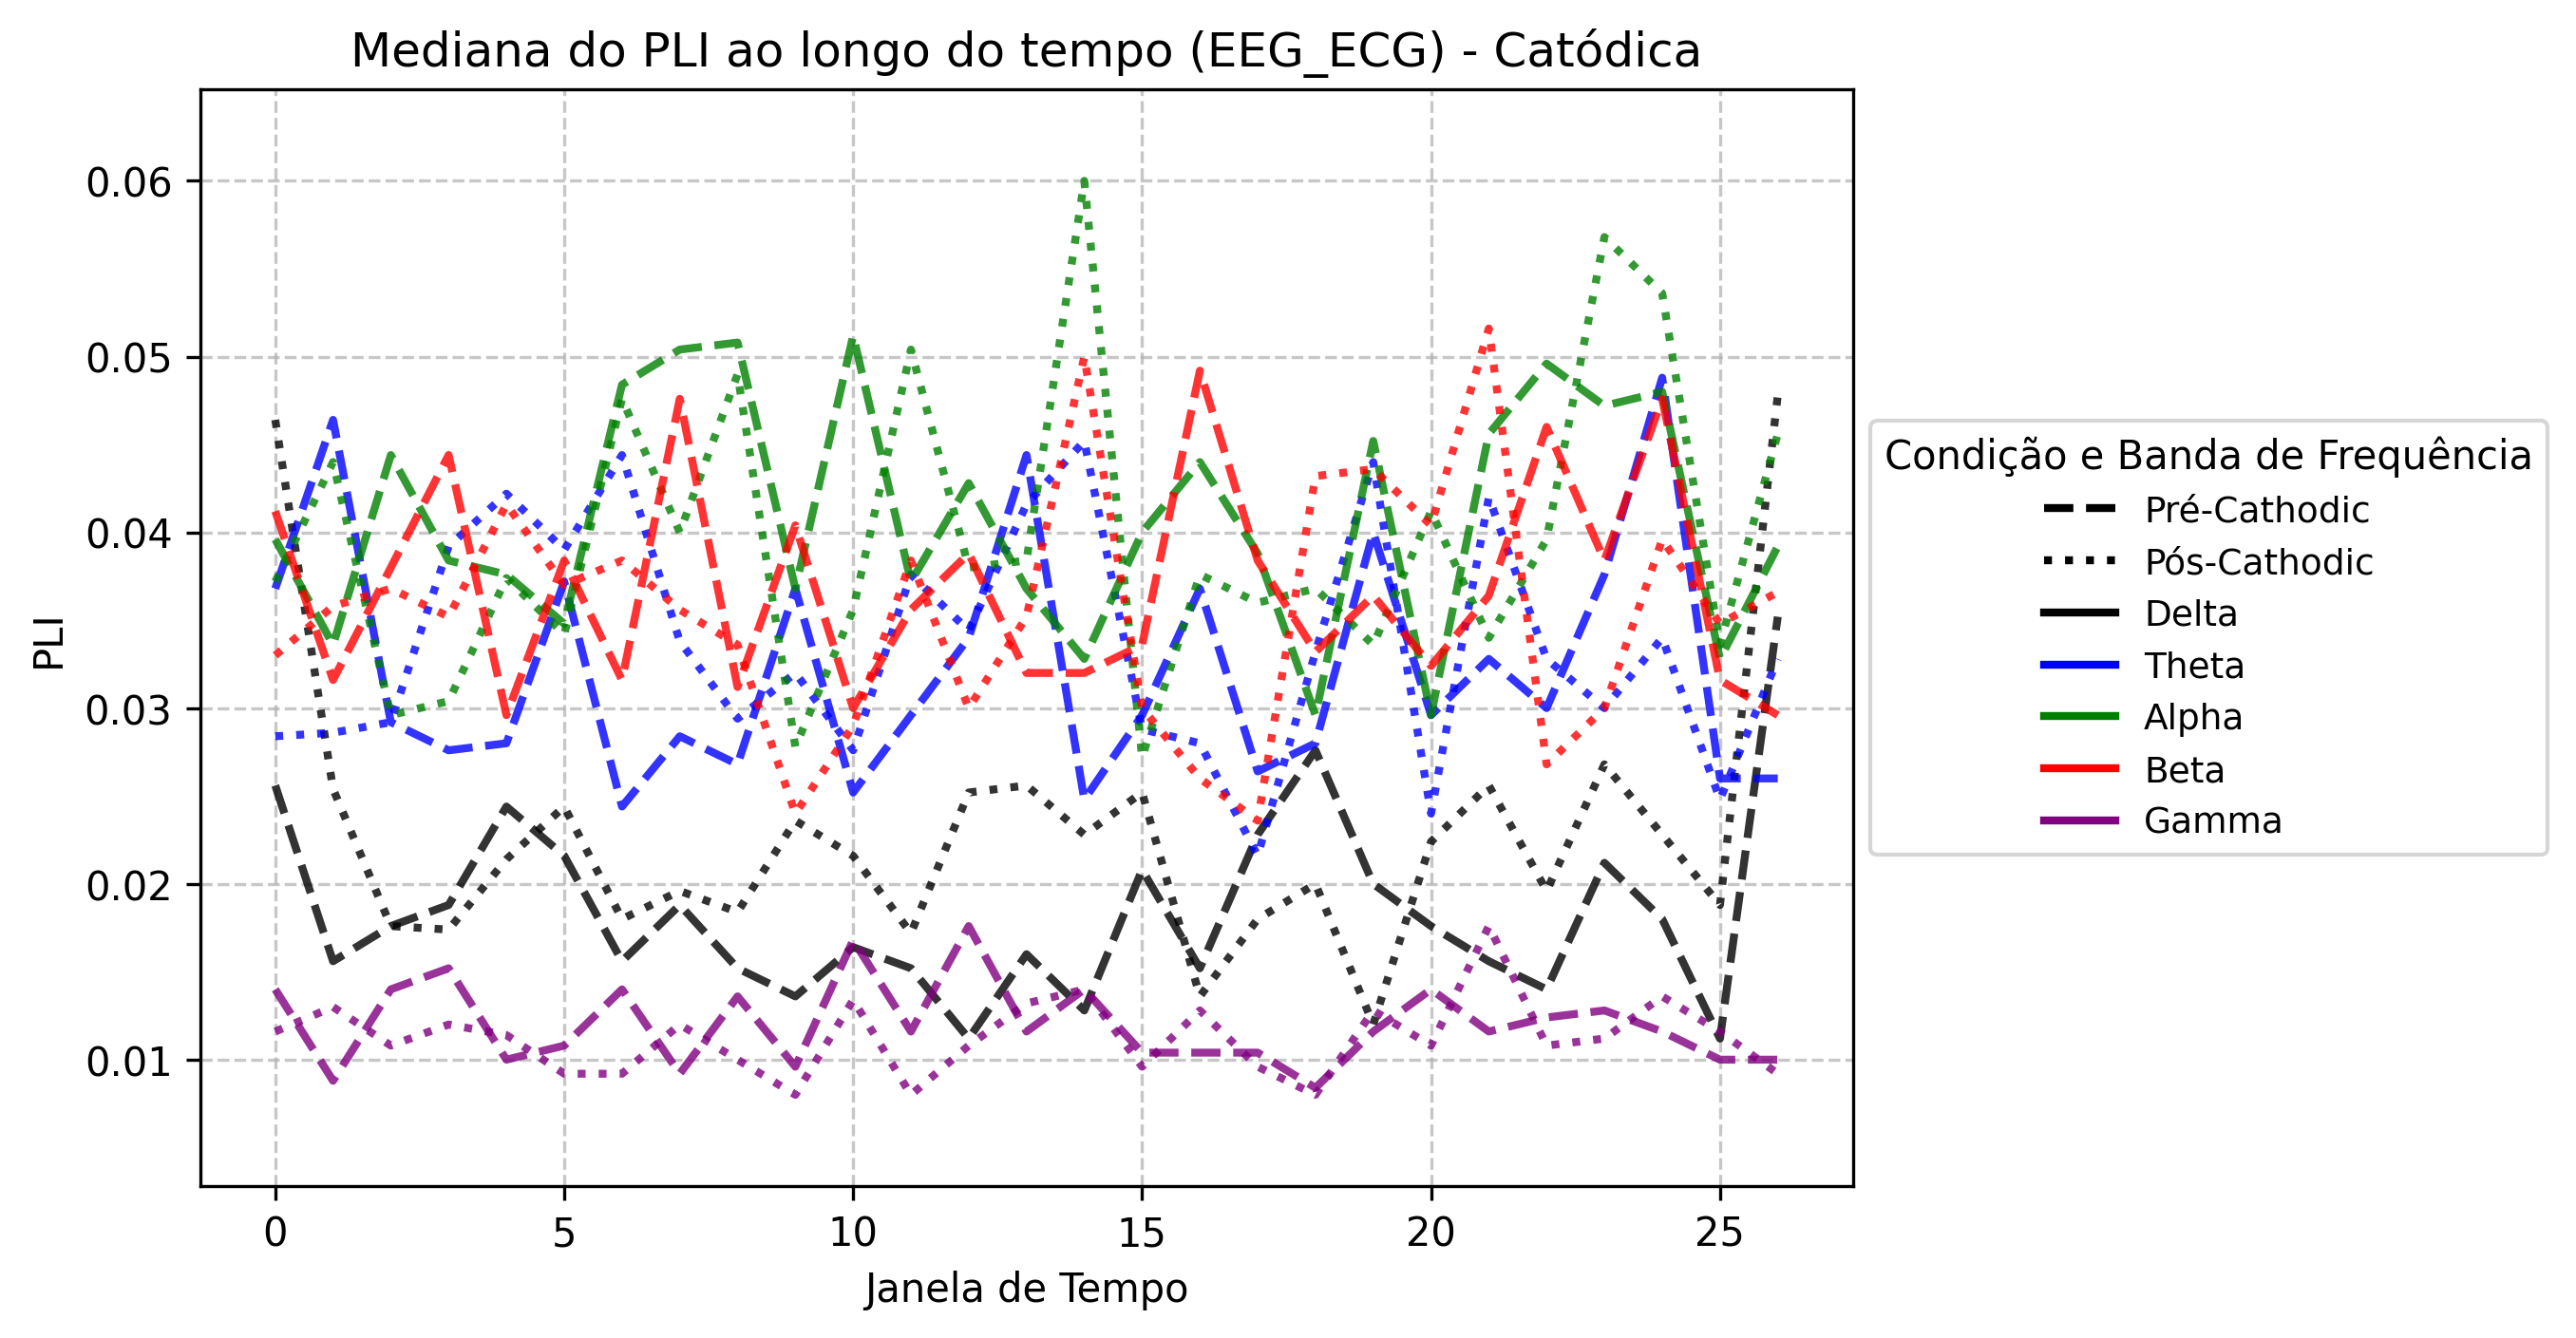 Mediana do PLI ao longo do tempo (EEG_ECG) - Catódica
PLI
0.06
0.05
0.04
0.03
0.02
0.01
0 5 10 15 20 25
Janela de Tempo
Condição e Banda de Frequência
Pré-Cathodic
Pós-Cathodic
Delta
Theta
Alpha
Beta
Gamma